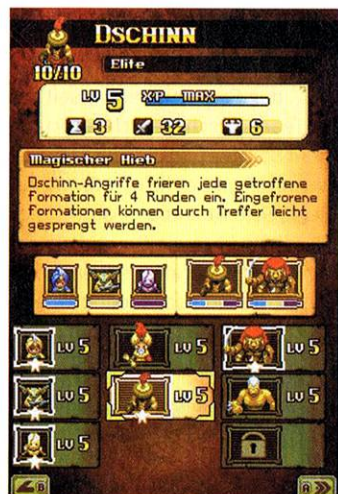 DSCHINN
10/10
Elite
LV 5 XP MAX
3 32 6
Magischer Hieb
Dschinn-Angriffe frieren jede getroffene
Formation für 4 Runden ein. Eingefrorene
Formationen können durch Treffer leicht
gesprengt werden.
LV 5 LV 5 LV 5
LV 5 LV 5 LV 5
LV 5
B A